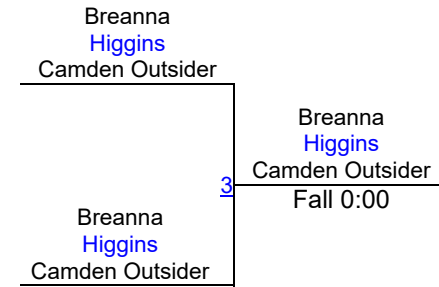 Breanna
Higgins
Camden Outsider
Breanna
Higgins
Camden Outsider
3
Fall 0:00
Breanna
Higgins
Camden Outsider